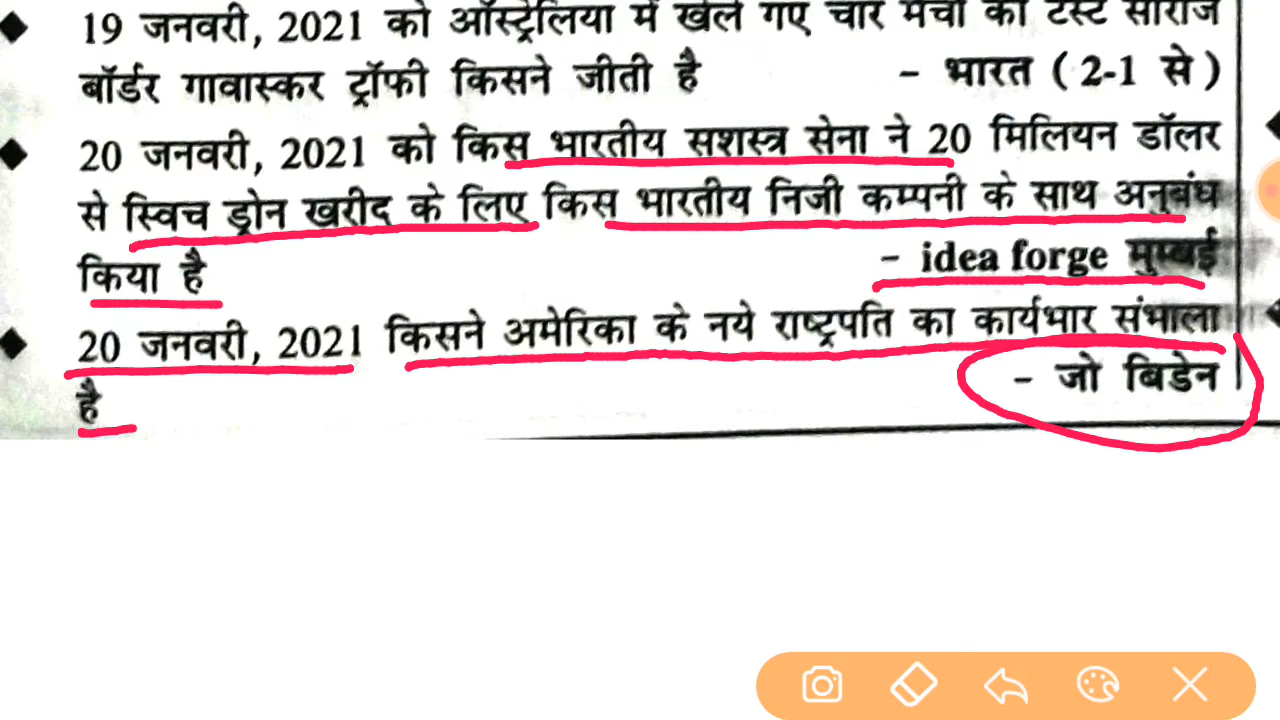 19 जनवरी, 2021 को ऑस्ट्रेलिया में खेले गए चार मैचों की टेस्ट सीरीज
बॉर्डर गावास्कर ट्रॉफी किसने जीती है - भारत ( 2-1 से )
20 जनवरी, 2021 को किस भारतीय सशस्त्र सेना ने 20 मिलियन डॉलर
से स्विच ड्रोन खरीद के लिए किस भारतीय निजी कम्पनी के साथ अनुबंध
किया है - idea forge मुम्बई
20 जनवरी, 2021 किसने अमेरिका के नये राष्ट्रपति का कार्यभार संभाला
है - जो बिडेन